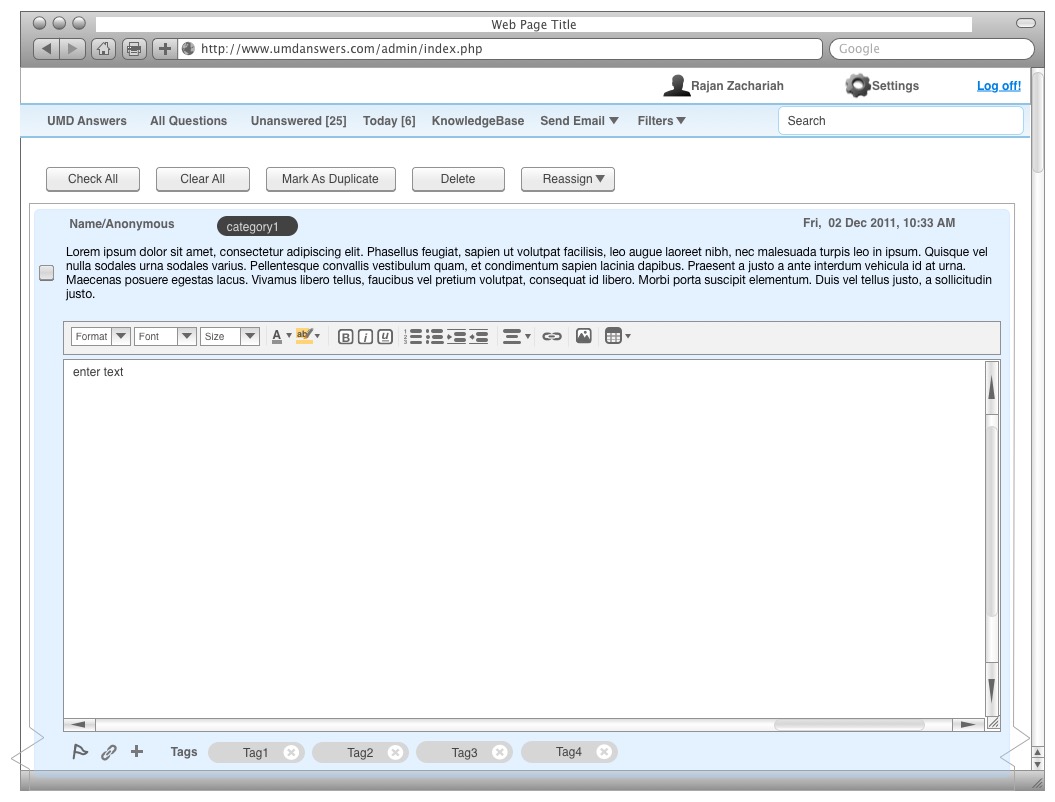 Web Page Title
http://www.umdanswers.com/admin/index.php
Google
Rajan Zachariah Settings Log off!
UMD Answers All Questions Unanswered [25] Today [6] KnowledgeBase Send Email Filters Search
Check All Clear All Mark As Duplicate Delete Reassign
Name/Anonymous category1 Fri, 02 Dec 2011, 10:33 AM
Lorem ipsum dolor sit amet, consectetur adipiscing elit. Phasellus feugiat, sapien ut volutpat facilisis, leo augue laoreet nibh, nec malesuada turpis leo in ipsum. Quisque vel
nulla sodales urna sodales varius. Pellentesque convallis vestibulum quam, et condimentum sapien lacinia dapibus. Praesent a justo a ante interdum vehicula id at urna.
Maecenas posuere egestas lacus. Vivamus libero tellus, faucibus vel pretium volutpat, consequat id libero. Morbi porta suscipit elementum. Duis vel tellus justo, a sollicitudin
justo.
Format Font Size A ab B i u
enter text
Tags Tag1 Tag2 Tag3 Tag4